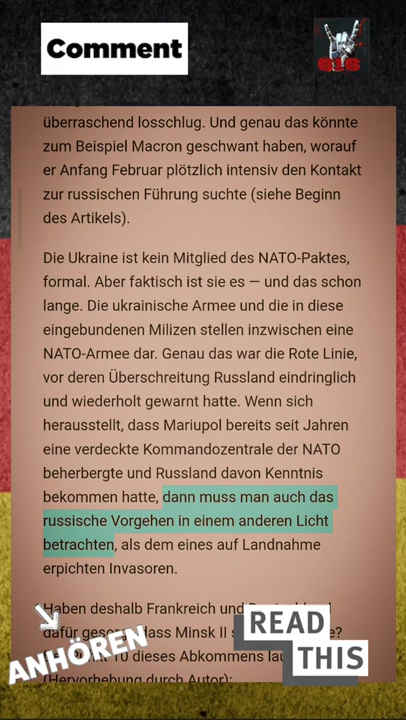 Comment
SLS
überraschend losschlug. Und genau das könnte
zum Beispiel Macron geschwant haben, worauf
er Anfang Februar plötzlich intensiv den Kontakt
zur russischen Führung suchte (siehe Beginn
des Artikels).
Die Ukraine ist kein Mitglied des NATO-Paktes,
formal. Aber faktisch ist sie es — und das schon
lange. Die ukrainische Armee und die in diese
eingebundenen Milizen stellen inzwischen eine
NATO-Armee dar. Genau das war die Rote Linie,
vor deren Überschreitung Russland eindringlich
und wiederholt gewarnt hatte. Wenn sich
herausstellt, dass Mariupol bereits seit Jahren
eine verdeckte Kommandozentrale der NATO
beherbergte und Russland davon Kenntnis
bekommen hatte, dann muss man auch das
russische Vorgehen in einem anderen Licht
betrachten, als dem eines auf Landnahme
erpichten Invasoren.
Haben deshalb Frankreich und
dafür dass Minsk II
10 dieses Abkommens
(Hervorhebung durch Autor):
ANHÖREN
READ
THIS